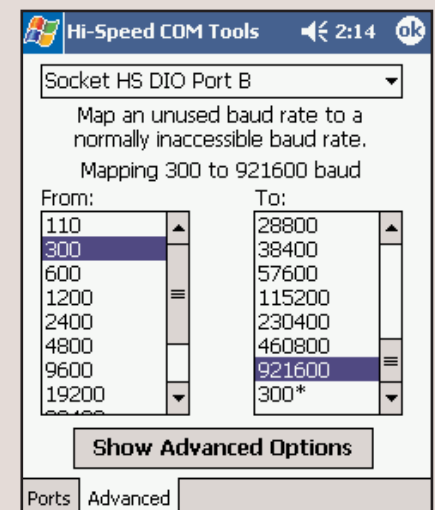 Hi-Speed COM Tools 2:14 ok
Socket HS DIO Port B
Map an unused baud rate to a
normally inaccessible baud rate.
Mapping 300 to 921600 baud
From:
110
300
600
1200
2400
4800
9600
19200
To:
28800
38400
57600
115200
230400
460800
921600
300*
Show Advanced Options
Ports Advanced